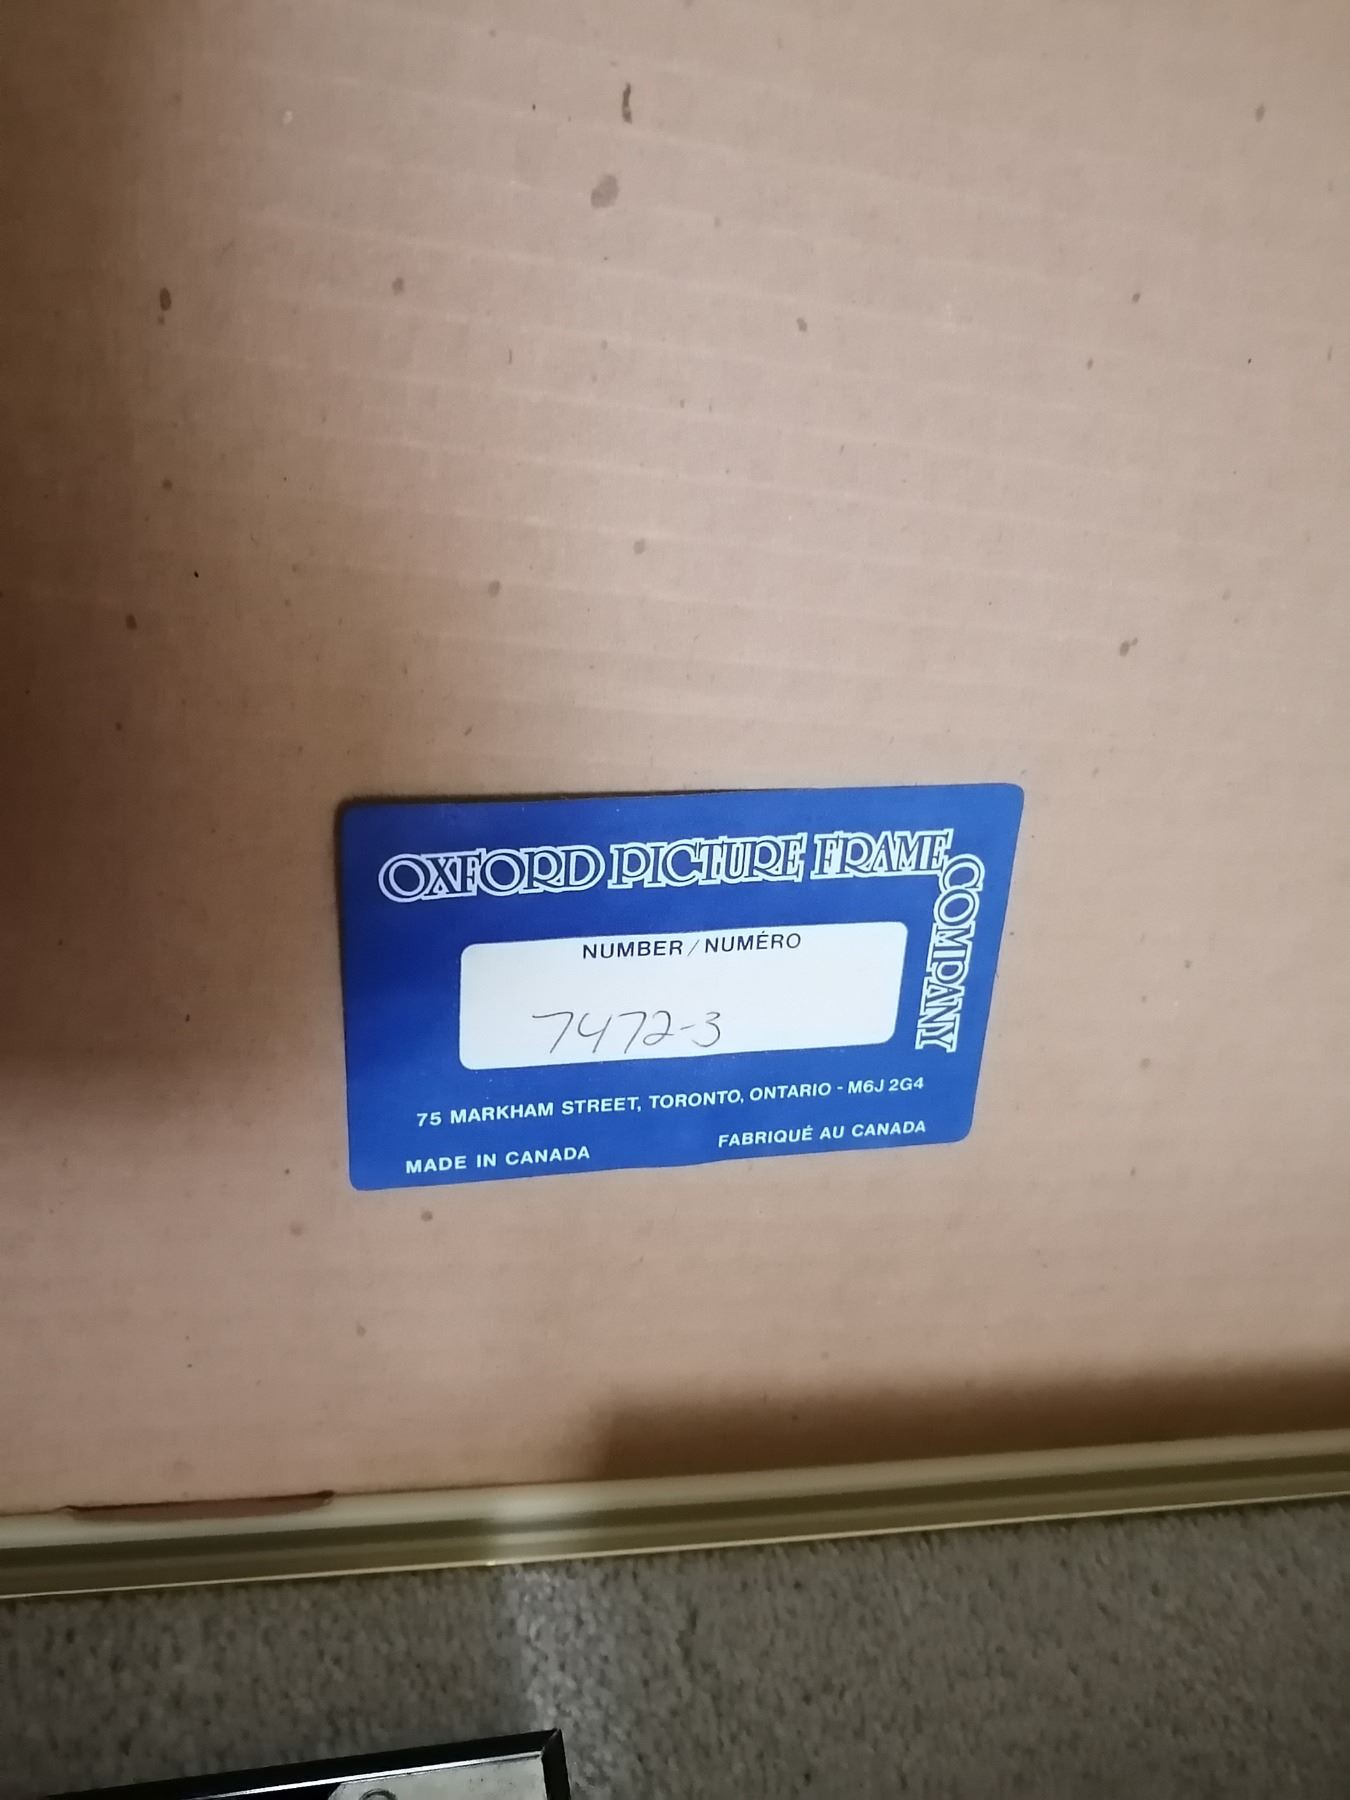 OXFORD PICTURE FRAME COMPANY
NUMBER / NUMÉRO
7472-3
75 MARKHAM STREET, TORONTO, ONTARIO - M6J 2G4
MADE IN CANADA
FABRIQUÉ AU CANADA